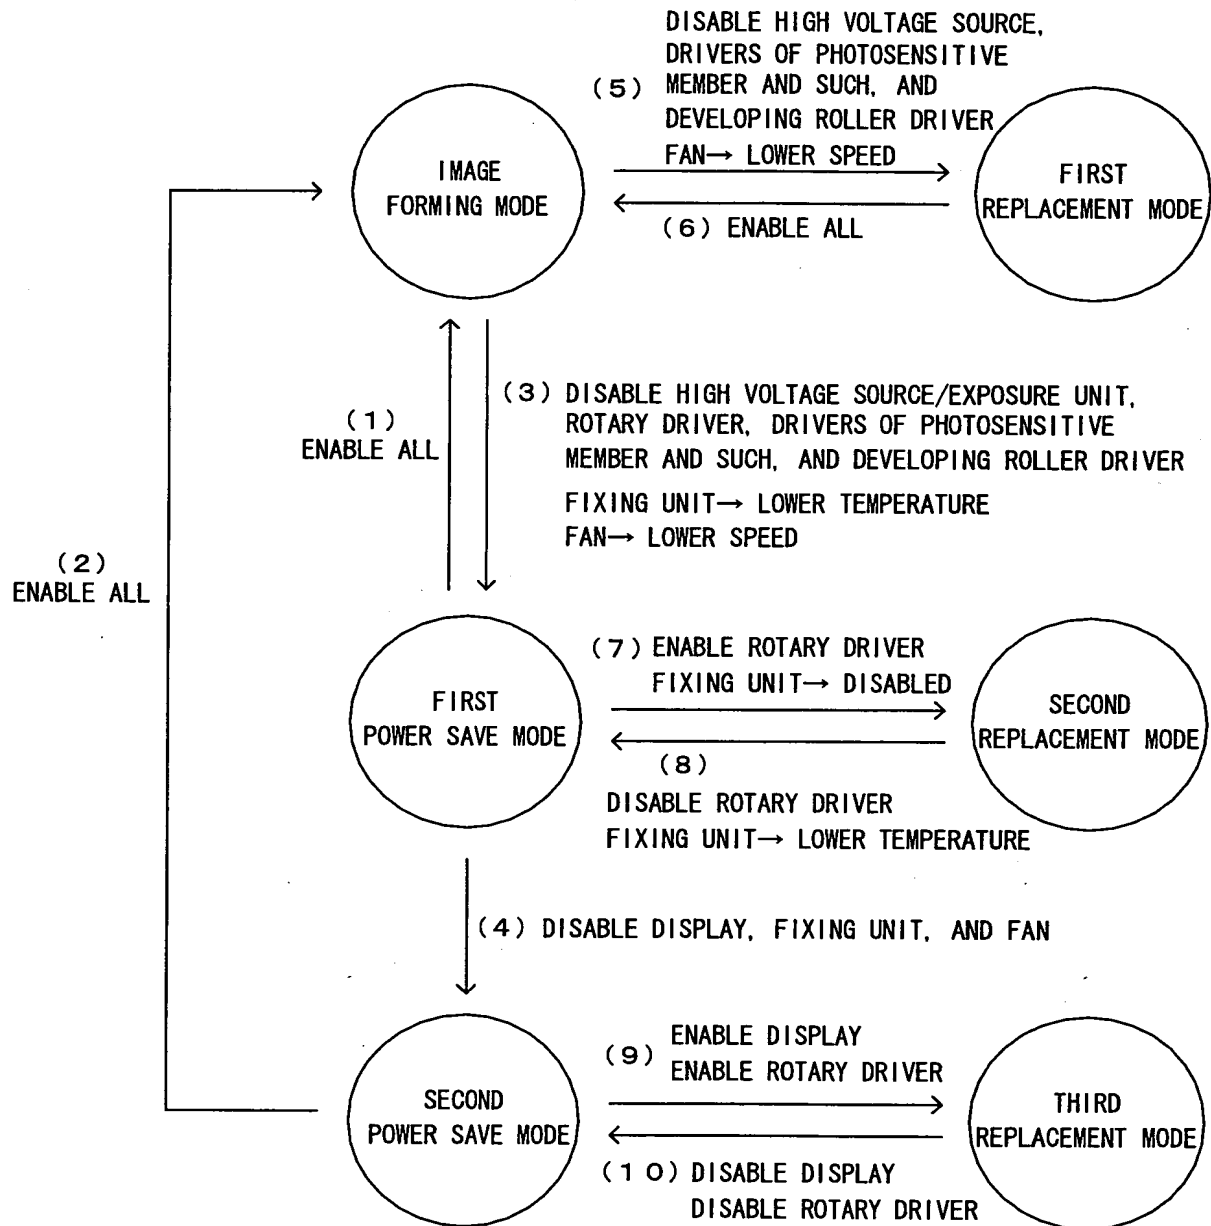 DISABLE HIGH VOLTAGE SOURCE,
DRIVERS OF PHOTOSENSITIVE
(5) MEMBER AND SUCH, AND
DEVELOPING ROLLER DRIVER
FAN→ LOWER SPEED
IMAGE
FORMING MODE
FIRST
REPLACEMENT MODE
(6) ENABLE ALL
(1)
ENABLE ALL
(3) DISABLE HIGH VOLTAGE SOURCE/EXPOSURE UNIT,
ROTARY DRIVER, DRIVERS OF PHOTOSENSITIVE
MEMBER AND SUCH, AND DEVELOPING ROLLER DRIVER
FIXING UNIT→ LOWER TEMPERATURE
FAN→ LOWER SPEED
(2)
ENABLE ALL
(7) ENABLE ROTARY DRIVER
FIXING UNIT→ DISABLED
FIRST
POWER SAVE MODE
SECOND
REPLACEMENT MODE
(8)
DISABLE ROTARY DRIVER
FIXING UNIT→ LOWER TEMPERATURE
(4) DISABLE DISPLAY, FIXING UNIT, AND FAN
(9) ENABLE DISPLAY
ENABLE ROTARY DRIVER
SECOND
POWER SAVE MODE
THIRD
REPLACEMENT MODE
(10) DISABLE DISPLAY
DISABLE ROTARY DRIVER